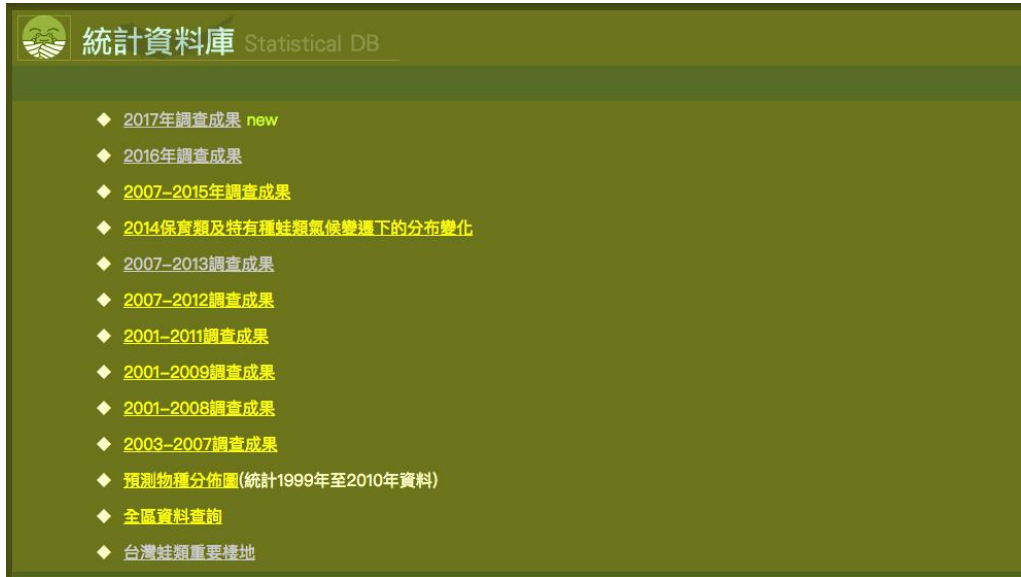 統計資料庫 Statistical DB
2017年調查成果 new
2016年調查成果
2007-2015年調查成果
2014保育類及特有種蛙類氣候變遷下的分布變化
2007-2013調查成果
2007-2012調查成果
2001-2011調查成果
2001-2009調查成果
2001-2008調查成果
2003-2007調查成果
預測物種分佈圖(統計1999年至2010年資料)
全區資料查詢
台灣蛙類重要棲地